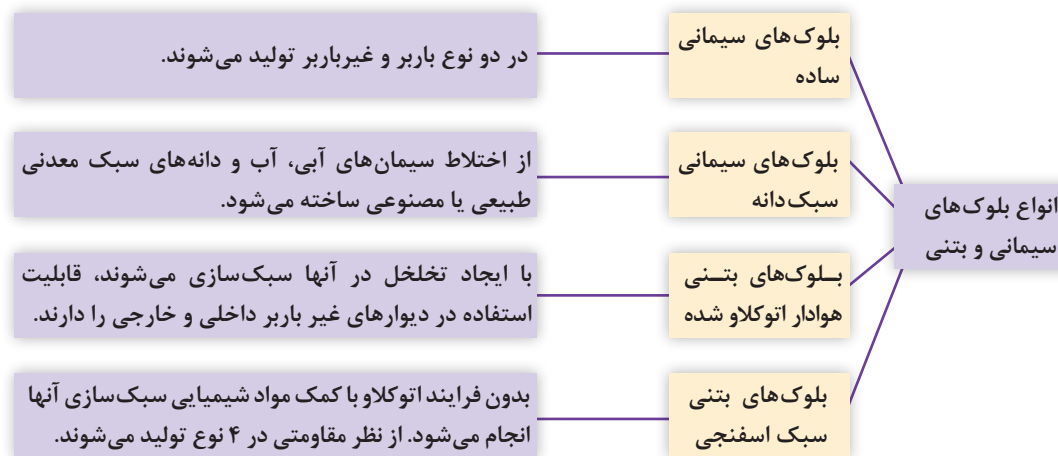 انواع بلوک‌های
سیمانی و بتنی
بلوک‌های سیمانی
ساده
در دو نوع باربر و غیرباربر تولید می‌شوند.
بلوک‌های سیمانی
سبک‌دانه
از اختلاط سیمان‌های آبی، آب و دانه‌های سبک معدنی
طبیعی یا مصنوعی ساخته می‌شود.
بــلوک‌های بتــنی
هوادار اتوکلاو شده
با ایجاد تخلخل در آنها سبک‌سازی می‌شوند، قابلیت
استفاده در دیوارهای غیر باربر داخلی و خارجی را دارند.
بلوک‌های بتنی
سبک اسفنجی
بدون فرایند اتوکلاو با کمک مواد شیمیایی سبک‌سازی آنها
انجام می‌شود. از نظر مقاومتی در ۴ نوع تولید می‌شوند.